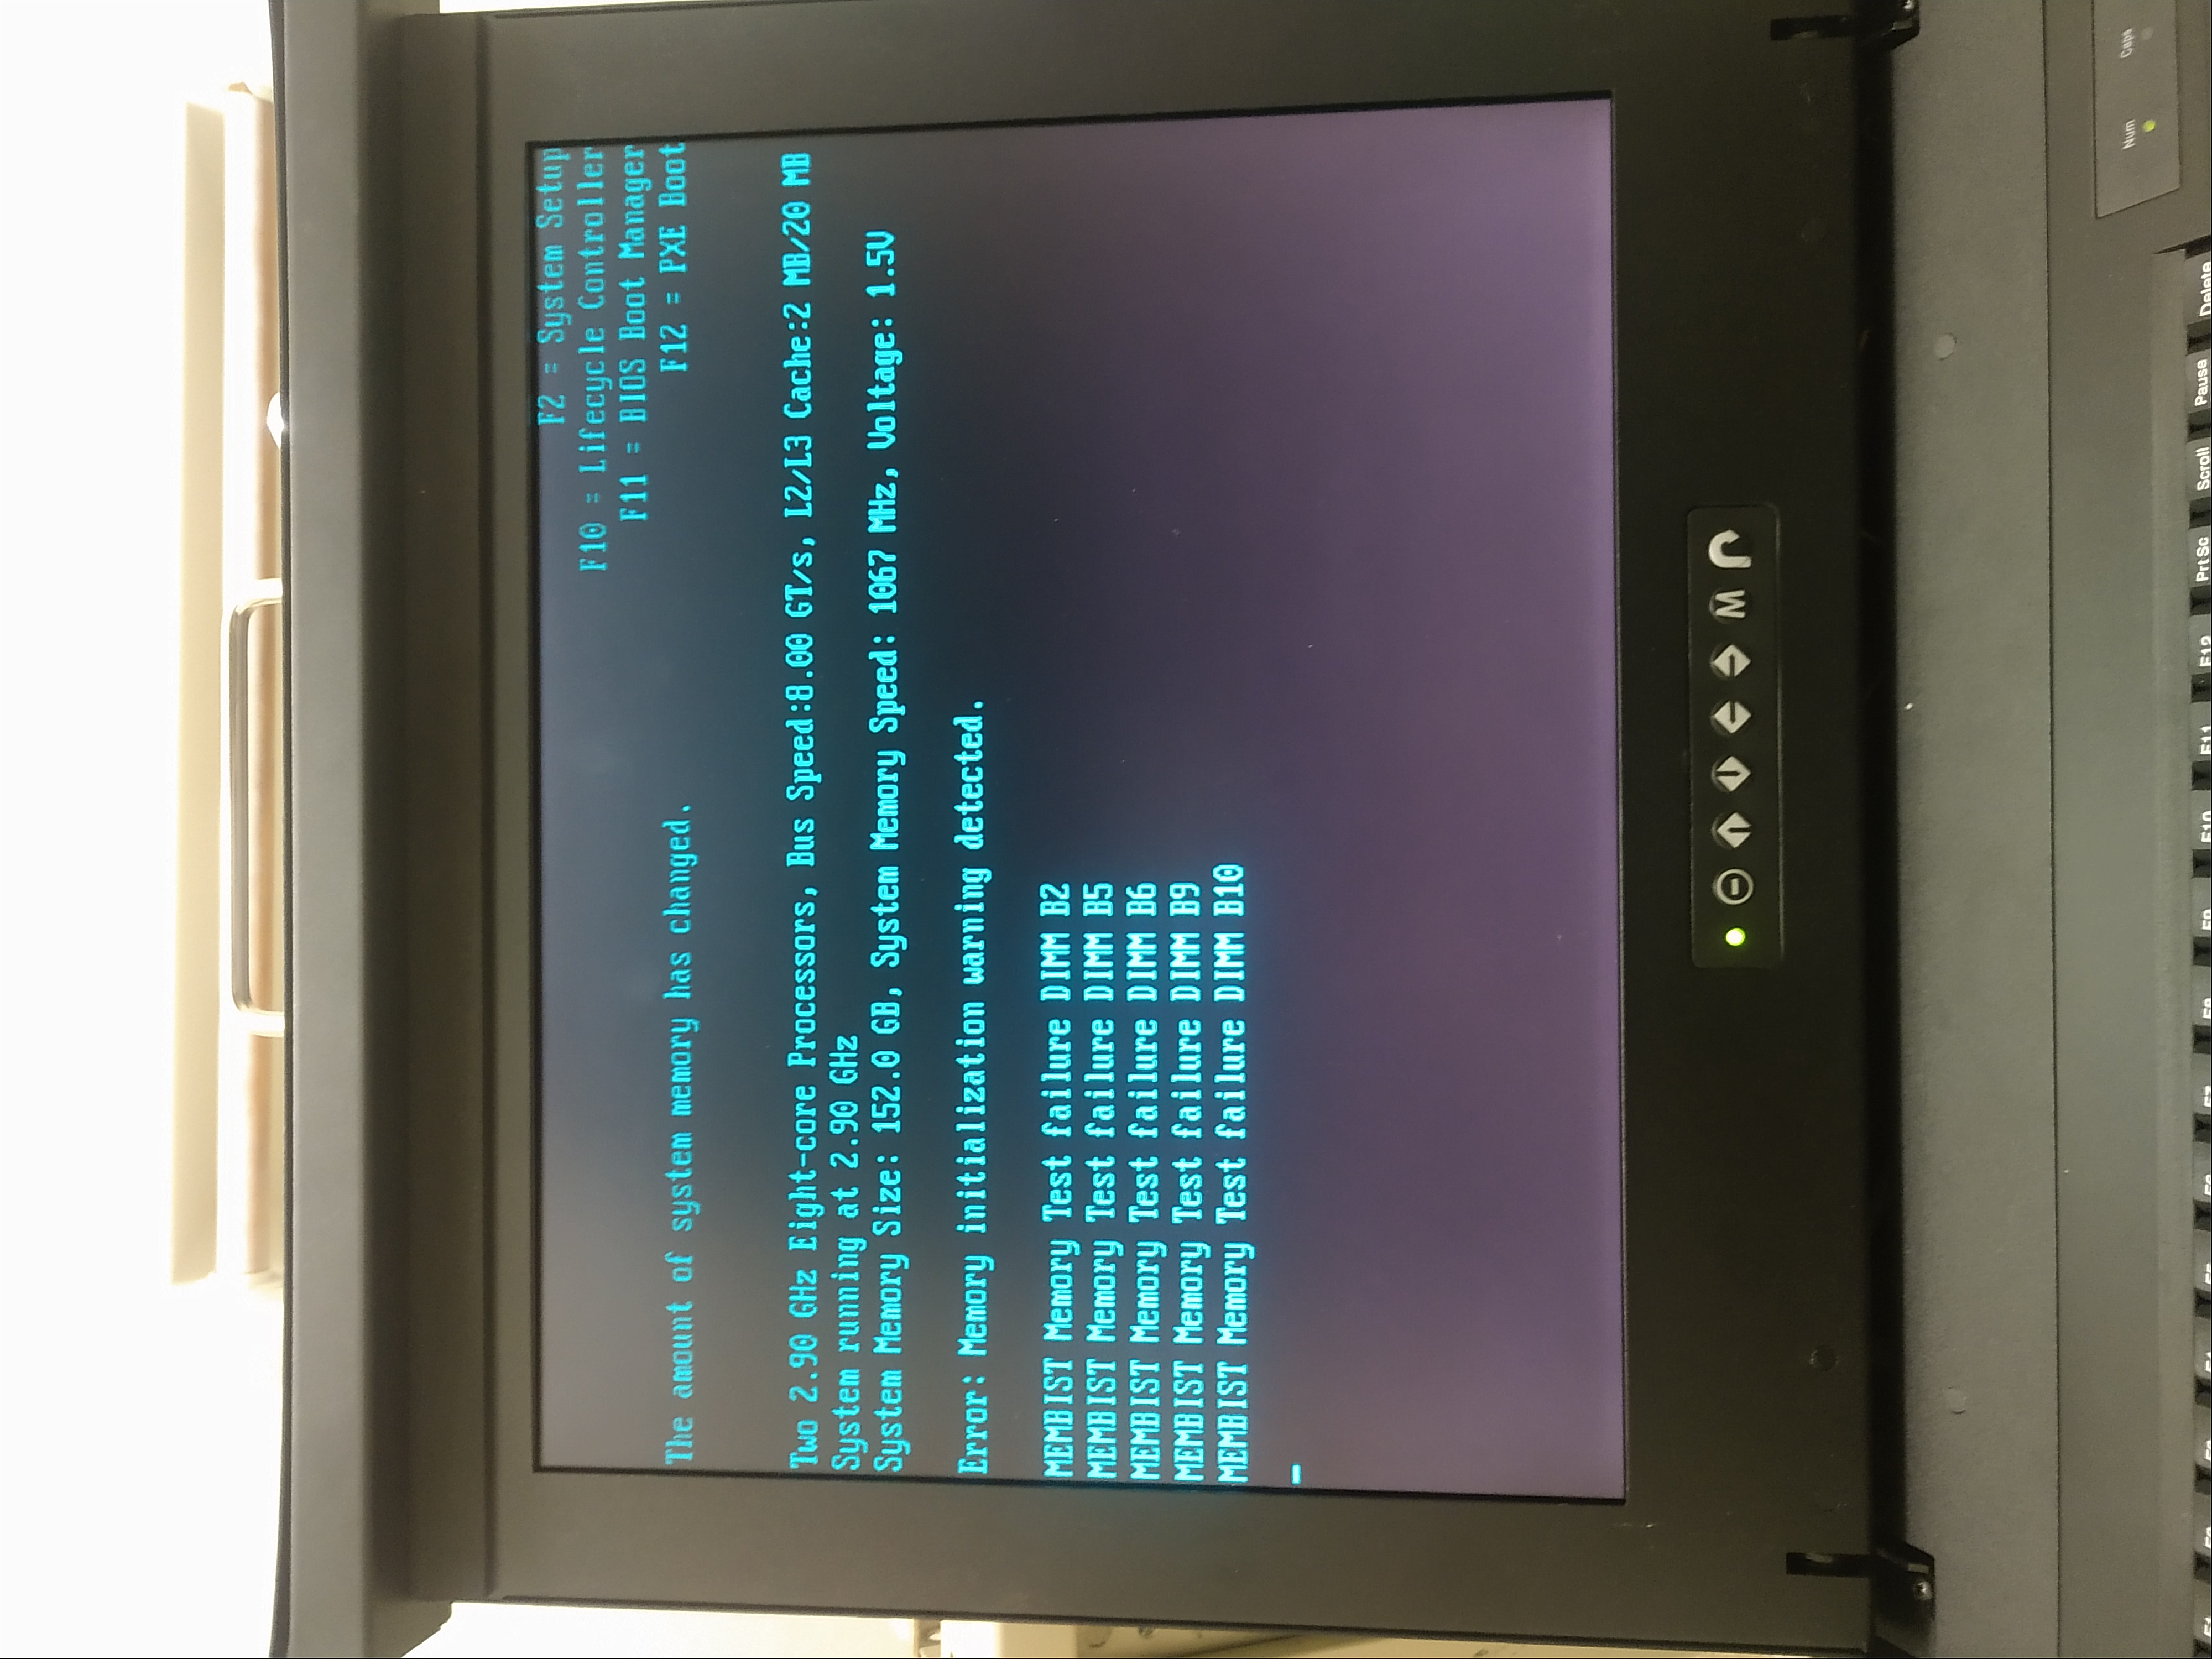 F2 = System Setup
F10 = Lifecycle Controller
F11 = BIOS Boot Manager
F12 = PXE Boot
The amount of system memory has changed.
Two 2.90 GHz Eight-core Processors, Bus Speed:8.00 GT/s, L2/L3 Cache:2 MB/20 MB
System running at 2.90 GHz
System Memory Size: 152.0 GB, System Memory Speed: 1067 MHz, Voltage: 1.5V
Error: Memory initialization warning detected.
MEMBIST Memory Test failure DIMM B2
MEMBIST Memory Test failure DIMM B5
MEMBIST Memory Test failure DIMM B6
MEMBIST Memory Test failure DIMM B9
MEMBIST Memory Test failure DIMM B10
M
Num Caps
F9 F10 F11 F12 PrtSc Scroll Pause Delete